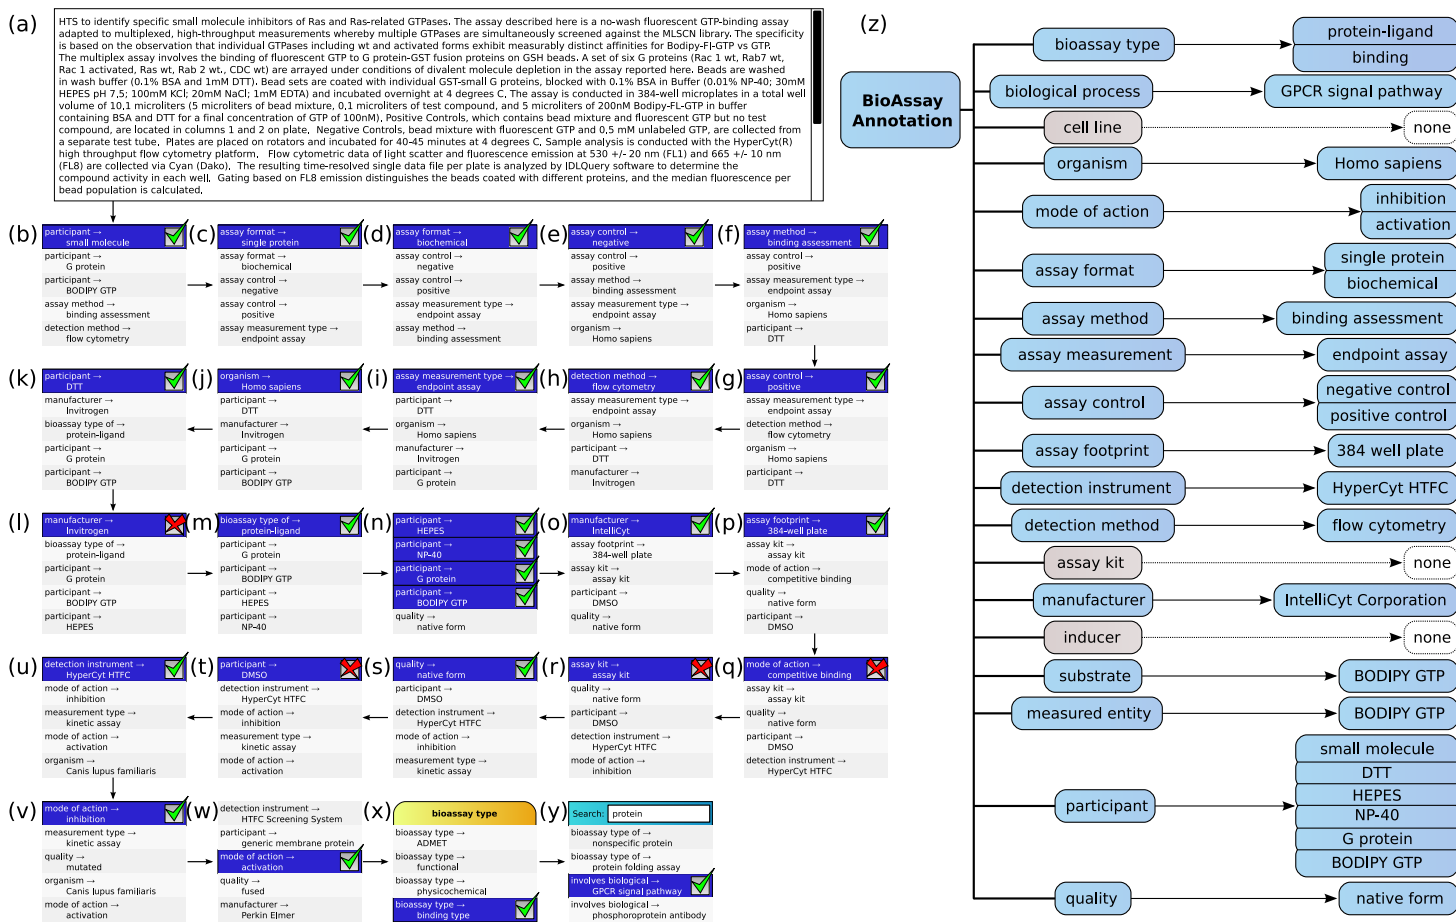 (a)
HTS to identify specific small molecule inhibitors of Ras and Ras-related GTPases. The assay described here is a no-wash fluorescent GTP-binding assay
adapted to multiplexed, high-throughput measurements whereby multiple GTPases are simultaneously screened against the MLSCN library. The specificity
is based on the observation that individual GTPases including wt and activated forms exhibit measurably distinct affinities for Bodipy-Fl-GTP vs GTP.
The multiplex assay involves the binding of fluorescent GTP to G protein-GST fusion proteins on GSH beads. A set of six G proteins (Rac 1 wt, Rab7 wt,
Rac 1 activated, Ras wt, Rab 2 wt., CDC wt) are arrayed under conditions of divalent molecule depletion in the assay reported here. Beads are washed
in wash buffer (0.1% BSA and 1mM DTT). Bead sets are coated with individual GST-small G proteins, blocked with 0.1% BSA in Buffer (0.01% NP-40; 30mM
HEPES pH 7,5; 100mM KCl; 20mM NaCl; 1mM EDTA) and incubated overnight at 4 degrees C. The assay is conducted in 384-well microplates in a total well
volume of 10,1 microliters (5 microliters of bead mixture, 0,1 microliters of test compound, and 5 microliters of 200nM Bodipy-FL-GTP in buffer
containing BSA and DTT for a final concentration of GTP of 100nM), Positive Controls, which contains bead mixture and fluorescent GTP but no test
compound, are located in columns 1 and 2 on plate.  Negative Controls, bead mixture with fluorescent GTP and 0,5 mM unlabeled GTP, are collected from
a separate test tube.  Plates are placed on rotators and incubated for 40-45 minutes at 4 degrees C, Sample analysis is conducted with the HyperCyt(R)
high throughput flow cytometry platform,  Flow cytometric data of light scatter and fluorescence emission at 530 +/- 20 nm (FL1) and 665 +/- 10 nm
(FL8) are collected via Cyan (Dako),  The resulting time-resolved single data file per plate is analyzed by IDLQuery software to determine the
compound activity in each well.  Gating based on FL8 emission distinguishes the beads coated with different proteins, and the median fluorescence per
bead population is calculated.
(b)
participant →
small molecule
participant →
G protein
participant →
BODIPY GTP
assay method →
binding assessment
detection method →
flow cytometry
(c)
assay format →
single protein
assay format →
biochemical
assay control →
negative
assay control →
positive
assay measurement type →
endpoint assay
(d)
assay format →
biochemical
assay control →
negative
assay control →
positive
assay measurement type →
endpoint assay
assay method →
binding assessment
(e)
assay control →
negative
assay control →
positive
assay method →
binding assessment
assay measurement type →
endpoint assay
organism →
Homo sapiens
(f)
assay method →
binding assessment
assay control →
positive
assay measurement type →
endpoint assay
organism →
Homo sapiens
participant →
DTT
(k)
participant →
DTT
manufacturer →
Invitrogen
bioassay type of →
protein-ligand
participant →
G protein
participant →
BODIPY GTP
(j)
organism →
Homo sapiens
participant →
DTT
manufacturer →
Invitrogen
participant →
G protein
participant →
BODIPY GTP
(i)
assay measurement type →
endpoint assay
participant →
DTT
organism →
Homo sapiens
manufacturer →
Invitrogen
participant →
G protein
(h)
detection method →
flow cytometry
assay measurement type →
endpoint assay
organism →
Homo sapiens
participant →
DTT
manufacturer →
Invitrogen
(g)
assay control →
positive
assay measurement type →
endpoint assay
detection method →
flow cytometry
organism →
Homo sapiens
participant →
DTT
(l)
manufacturer →
Invitrogen
bioassay type of →
protein-ligand
participant →
G protein
participant →
BODIPY GTP
participant →
HEPES
(m)
bioassay type of →
protein-ligand
participant →
G protein
participant →
BODIPY GTP
participant →
HEPES
participant →
NP-40
(n)
participant →
HEPES
participant →
NP-40
participant →
G protein
participant →
BODIPY GTP
quality →
native form
(o)
manufacturer →
IntelliCyt
assay footprint →
384-well plate
assay kit →
assay kit
participant →
DMSO
quality →
native form
(p)
assay footprint →
384-well plate
assay kit →
assay kit
mode of action →
competitive binding
quality →
native form
participant →
DMSO
(u)
detection instrument →
HyperCyt HTFC
mode of action →
inhibition
measurement type →
kinetic assay
mode of action →
activation
organism →
Canis lupus familiaris
(t)
participant →
DMSO
detection instrument →
HyperCyt HTFC
mode of action →
inhibition
measurement type →
kinetic assay
mode of action →
activation
(s)
quality →
native form
participant →
DMSO
detection instrument →
HyperCyt HTFC
mode of action →
inhibition
measurement type →
kinetic assay
(r)
assay kit →
assay kit
quality →
native form
participant →
DMSO
detection instrument →
HyperCyt HTFC
mode of action →
inhibition
(q)
mode of action →
competitive binding
assay kit →
assay kit
quality →
native form
participant →
DMSO
detection instrument →
HyperCyt HTFC
(v)
mode of action →
inhibition
measurement type →
kinetic assay
quality →
mutated
organism →
Canis lupus familiaris
mode of action →
activation
(w)
detection instrument →
HTFC Screening System
participant →
generic membrane protein
mode of action →
activation
quality →
fused
manufacturer →
Perkin Elmer
(x)
bioassay type
bioassay type →
ADMET
bioassay type →
functional
bioassay type →
physicochemical
bioassay type →
binding type
(y)
Search: protein
bioassay type of →
nonspecific protein
bioassay type of →
protein folding assay
involves biological →
GPCR signal pathway
involves biological →
phosphoprotein antibody
(z)
BioAssay
Annotation
bioassay type
protein-ligand
binding
biological process
GPCR signal pathway
cell line
none
organism
Homo sapiens
mode of action
inhibition
activation
assay format
single protein
biochemical
assay method
binding assessment
assay measurement
endpoint assay
assay control
negative control
positive control
assay footprint
384 well plate
detection instrument
HyperCyt HTFC
detection method
flow cytometry
assay kit
none
manufacturer
IntelliCyt Corporation
inducer
none
substrate
BODIPY GTP
measured entity
BODIPY GTP
participant
small molecule
DTT
HEPES
NP-40
G protein
BODIPY GTP
quality
native form